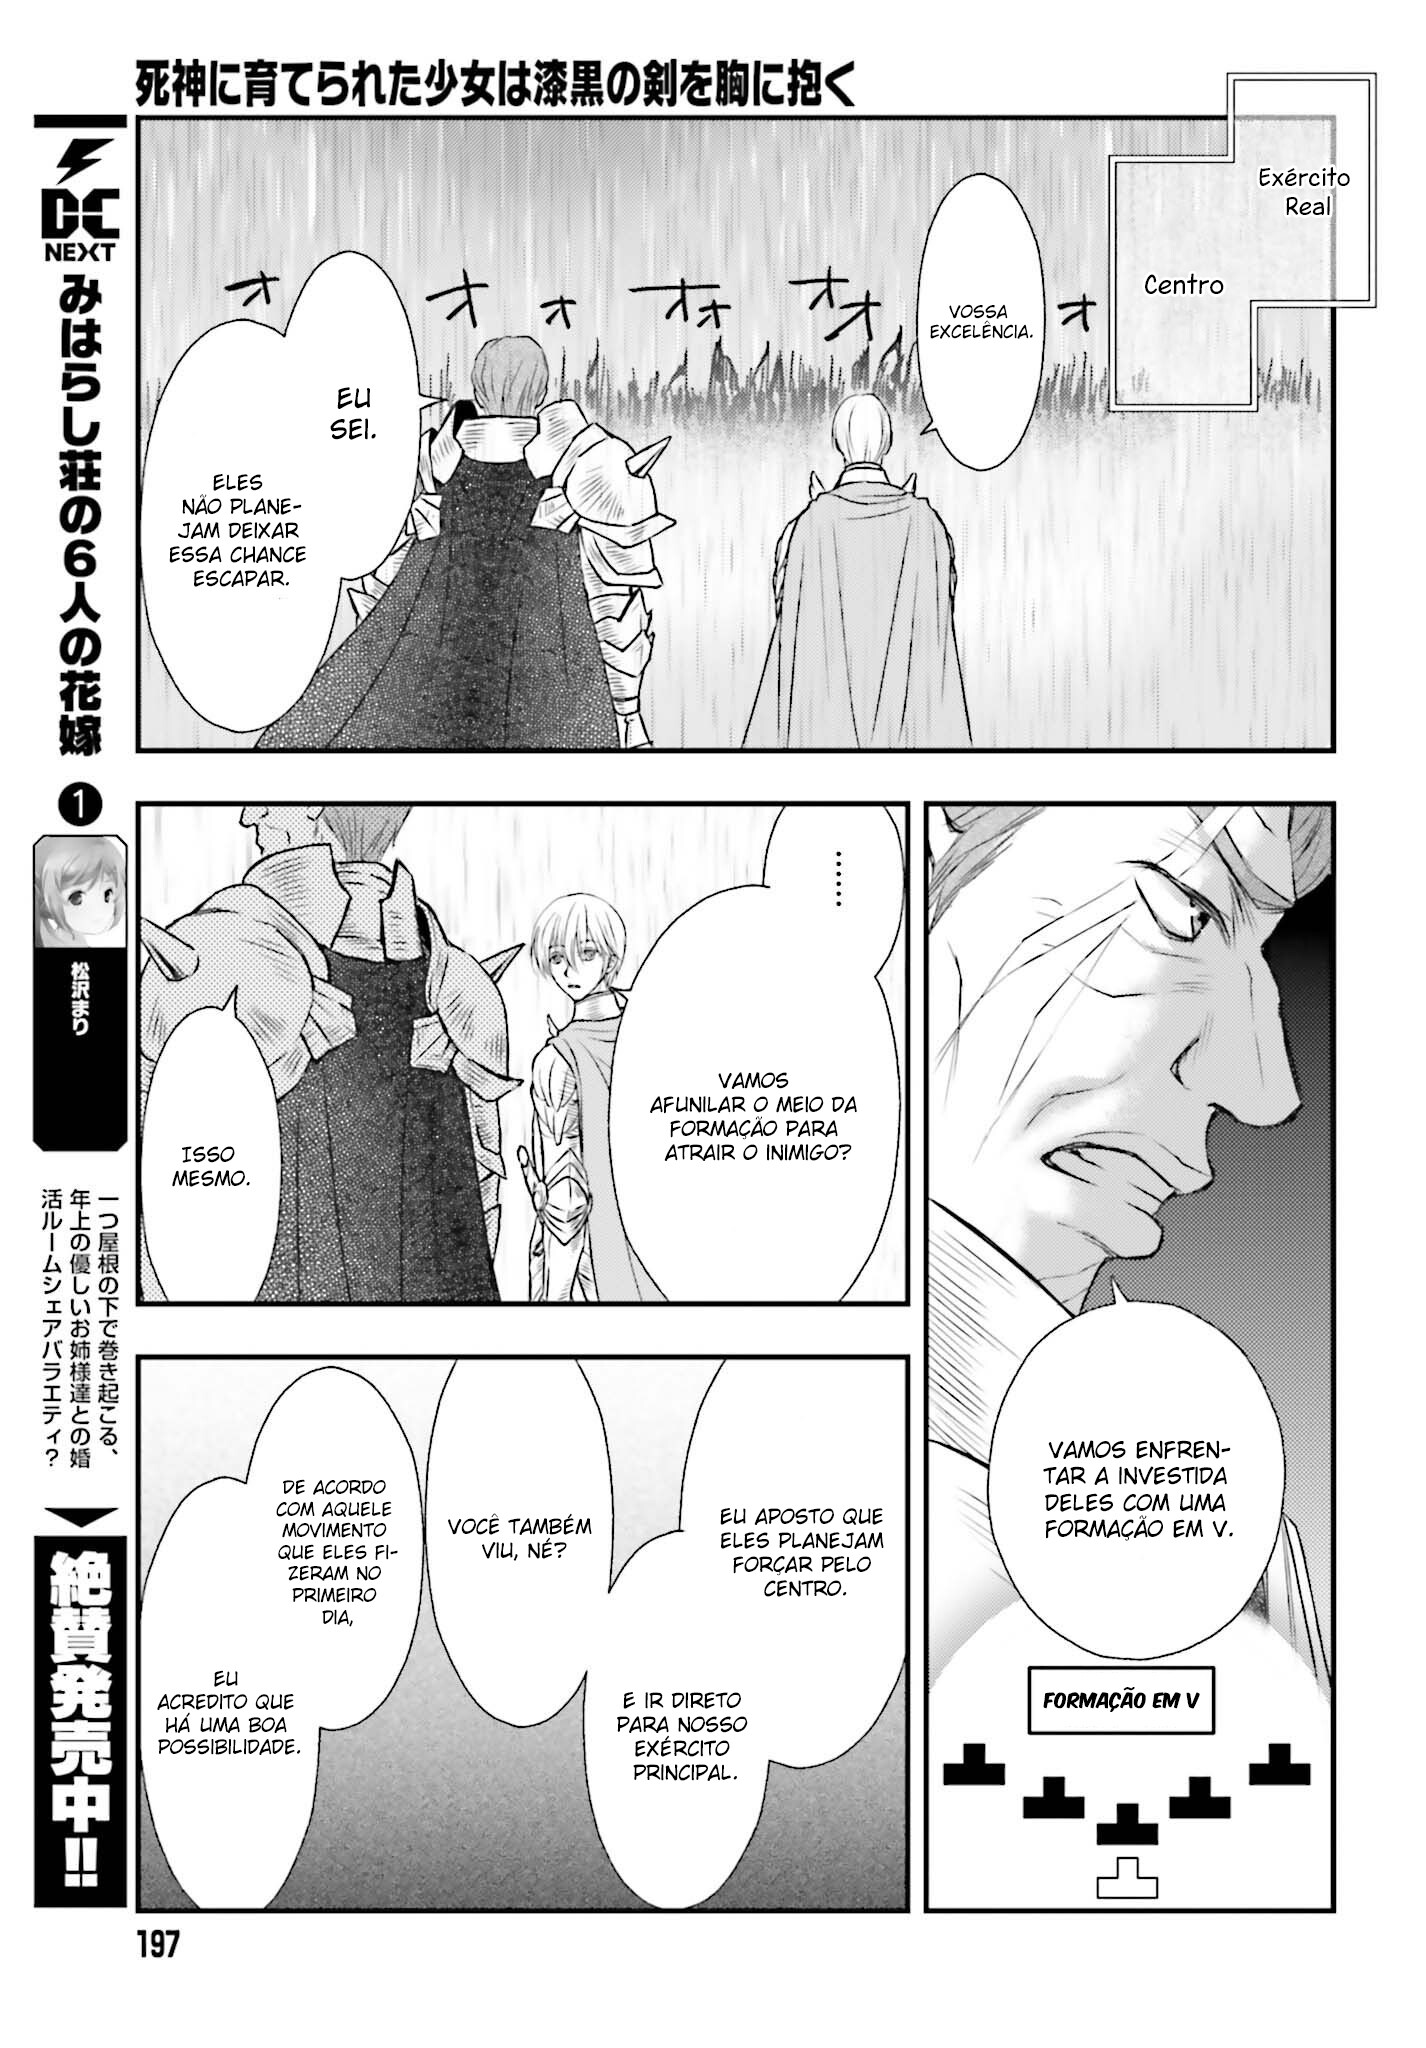 死神に育てられた少女は漆黒の剣を胸に抱く
Exército
Real
Centro
VOSSA
EXCELÊNCIA.
オ
オ
オ
オオ
オオ
オ
EU
SEI.
ELES
NÃO PLANE-
JAM DEIXAR
ESSA CHANCE
ESCAPAR.
VAMOS ENFREN-
TAR A INVESTIDA
DELES COM UMA
FORMAÇÃO EM V.
FORMAÇÃO EM V
......
VAMOS
AFUNILAR O MEIO DA
FORMAÇÃO PARA
ATRAIR O INIMIGO?
ISSO
MESMO.
EU APOSTO QUE
ELES PLANEJAM
FORÇAR PELO
CENTRO.
E IR DIRETO
PARA NOSSO
EXÉRCITO
PRINCIPAL.
VOCÊ TAMBÉM
VIU, NÉ?
DE ACORDO
COM AQUELE
MOVIMENTO
QUE ELES FI-
ZERAM NO
PRIMEIRO
DIA,
EU
ACREDITO QUE
HÁ UMA BOA
POSSIBILIDADE.
DC
NEXT
みはらし荘の6人の花嫁
1
松沢まり
一つ屋根の下で巻き起こる、
年上の優しいお姉様達との婚
活ルームシェアバラエティ?
絶賛発売中!!
197